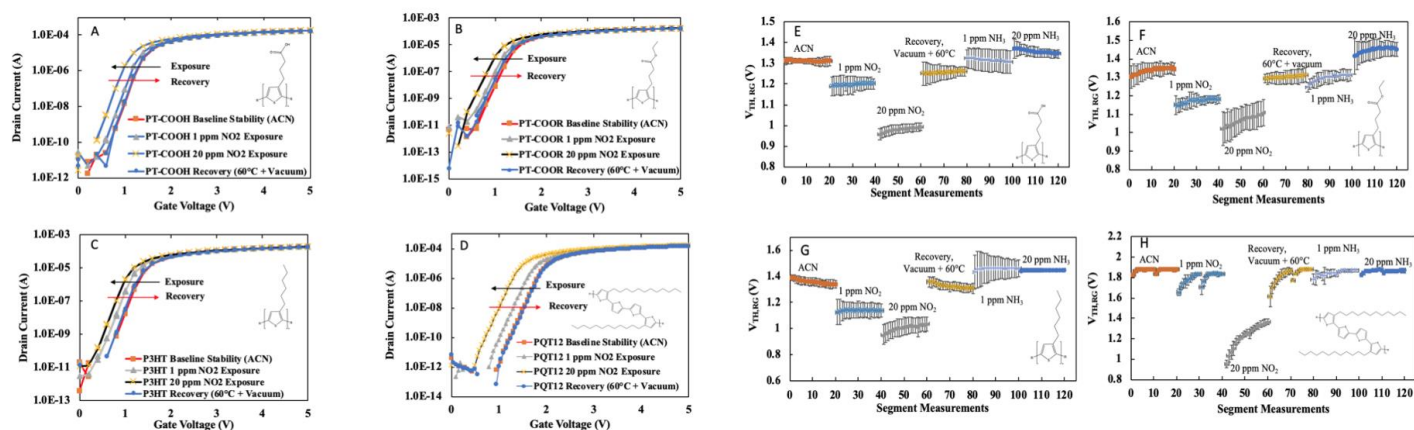 A
1.0E-04
1.0E-06
1.0E-08
1.0E-10
1.0E-12
Drain Current (A)
Exposure
Recovery
PT-COOH Baseline Stability (ACN)
PT-COOH 1 ppm NO2 Exposure
PT-COOH 20 ppm NO2 Exposure
PT-COOH Recovery (60°C + Vacuum)
0 1 2 3 4 5
Gate Voltage (V)
B
1.0E-03
1.0E-05
1.0E-07
1.0E-09
1.0E-11
1.0E-13
1.0E-15
Drain Current (A)
Exposure
Recovery
PT-COOR Baseline Stability (ACN)
PT-COOR 1 ppm NO2 Exposure
PT-COOR 20 ppm NO2 Exposure
PT-COOR Recovery (60°C + Vacuum)
0 1 2 3 4 5
Gate Voltage (V)
E
1.5
1.4
1.3
1.2
1.1
1
0.9
V_TH,RG (V)
ACN
1 ppm NO₂
20 ppm NO₂
Recovery,
Vacuum + 60°C
1 ppm NH₃
20 ppm NH₃
0 10 20 30 40 50 60 70 80 90 100 110 120
Segment Measurements
F
1.6
1.5
1.4
1.3
1.2
1.1
1
0.9
V_TH,RG (V)
ACN
1 ppm NO₂
20 ppm NO₂
Recovery,
60°C + vacuum
1 ppm NH₃
20 ppm NH₃
0 10 20 30 40 50 60 70 80 90 100 110 120
Segment Measurements
C
1.0E-03
1.0E-05
1.0E-07
1.0E-09
1.0E-11
1.0E-13
Drain Current (A)
Exposure
Recovery
P3HT Baseline Stability (ACN)
P3HT 1 ppm NO2 Exposure
P3HT 20 ppm NO2 Exposure
P3HT Recovery (60°C + Vacuum)
0 1 2 3 4 5
Gate Voltage (V)
D
1.0E-04
1.0E-06
1.0E-08
1.0E-10
1.0E-12
1.0E-14
Drain Current (A)
Exposure
Recovery
PQT12 Baseline Stability (ACN)
PQT12 1 ppm NO2 Exposure
PQT12 20 ppm NO2 Exposure
PQT12 Recovery (60°C + Vacuum)
0 1 2 3 4 5
Gate Voltage (V)
G
1.6
1.4
1.2
1
0.8
0.6
V_TH,RG (V)
ACN
1 ppm NO₂
20 ppm NO₂
Recovery,
Vacuum + 60°C
1 ppm NH₃
20 ppm NH₃
0 10 20 30 40 50 60 70 80 90 100 110 120
Segment Measurements
H
2.2
2
1.8
1.6
1.4
1.2
1
0.8
V_TH,RG (V)
ACN
1 ppm NO₂
20 ppm NO₂
Recovery,
Vacuum + 60°C
1 ppm NH₃
20 ppm NH₃
0 10 20 30 40 50 60 70 80 90 100 110 120
Segment Measurements